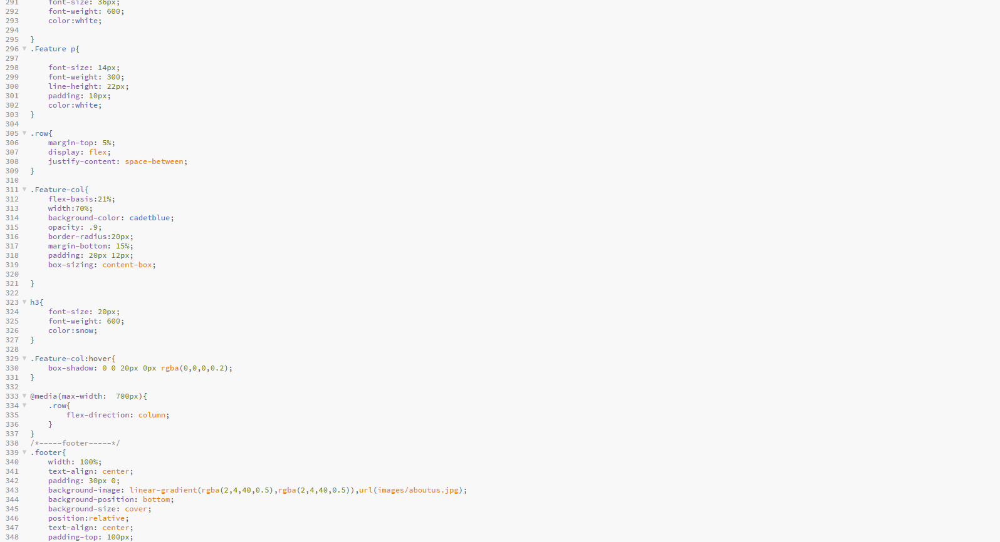 291 font-size: 36px;
292 font-weight: 600;
293 color:white;
294
295 }
296 .Feature p{
297
298 font-size: 14px;
299 font-weight: 300;
300 line-height: 22px;
301 padding: 10px;
302 color:white;
303 }
304
305 .row{
306 margin-top: 5%;
307 display: flex;
308 justify-content: space-between;
309 }
310
311 .Feature-col{
312 flex-basis:21%;
313 width:70%;
314 background-color: cadetblue;
315 opacity: .9;
316 border-radius:20px;
317 margin-bottom: 15%;
318 padding: 20px 12px;
319 box-sizing: content-box;
320
321 }
322
323 h3{
324 font-size: 20px;
325 font-weight: 600;
326 color:snow;
327 }
328
329 .Feature-col:hover{
330 box-shadow: 0 0 20px 0px rgba(0,0,0,0.2);
331 }
332
333 @media(max-width:  700px){
334 .row{
335 flex-direction: column;
336 }
337 }
338 /*-----footer-----*/
339 .footer{
340 width: 100%;
341 text-align: center;
342 padding: 30px 0;
343 background-image: linear-gradient(rgba(2,4,40,0.5),rgba(2,4,40,0.5)),url(images/aboutus.jpg);
344 background-position: bottom;
345 background-size: cover;
346 position:relative;
347 text-align: center;
348 padding-top: 100px;